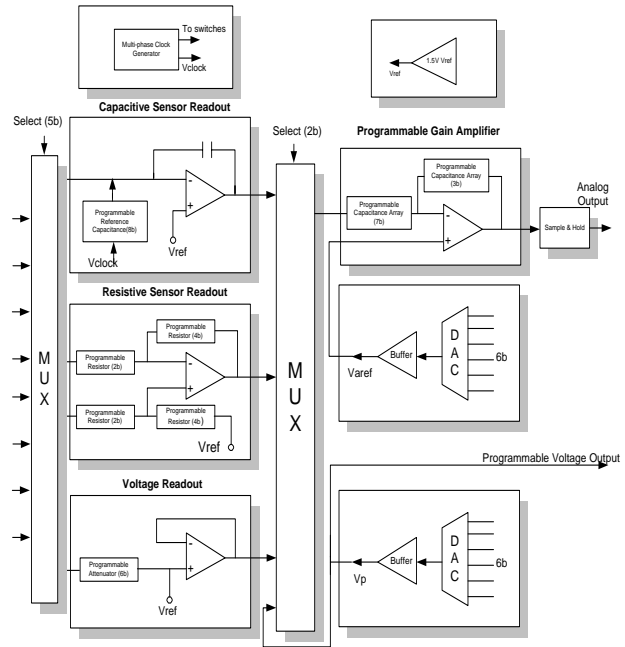 To switches
Multi-phase Clock
Generator
Vclock
1.5V Vref
Vref
Capacitive Sensor Readout
Select (5b)
Select (2b)
Programmable Gain Amplifier
Programmable
Reference
Capacitance(8b)
-
+
Vref
Vclock
Programmable
Capacitance Array
(3b)
Programmable
Capacitance Array
(7b)
-
+
Analog
Output
Sample & Hold
Resistive Sensor Readout
M
U
X
Programmable
Resistor (4b)
Programmable
Resistor (2b)
-
+
Programmable
Resistor (2b)
Programmable
Resistor (4b)
Vref
M
U
X
Varef
Buffer
D
A
C
6b
Programmable Voltage Output
Voltage Readout
Programmable
Attenuator (6b)
-
+
Vref
Vp
Buffer
D
A
C
6b